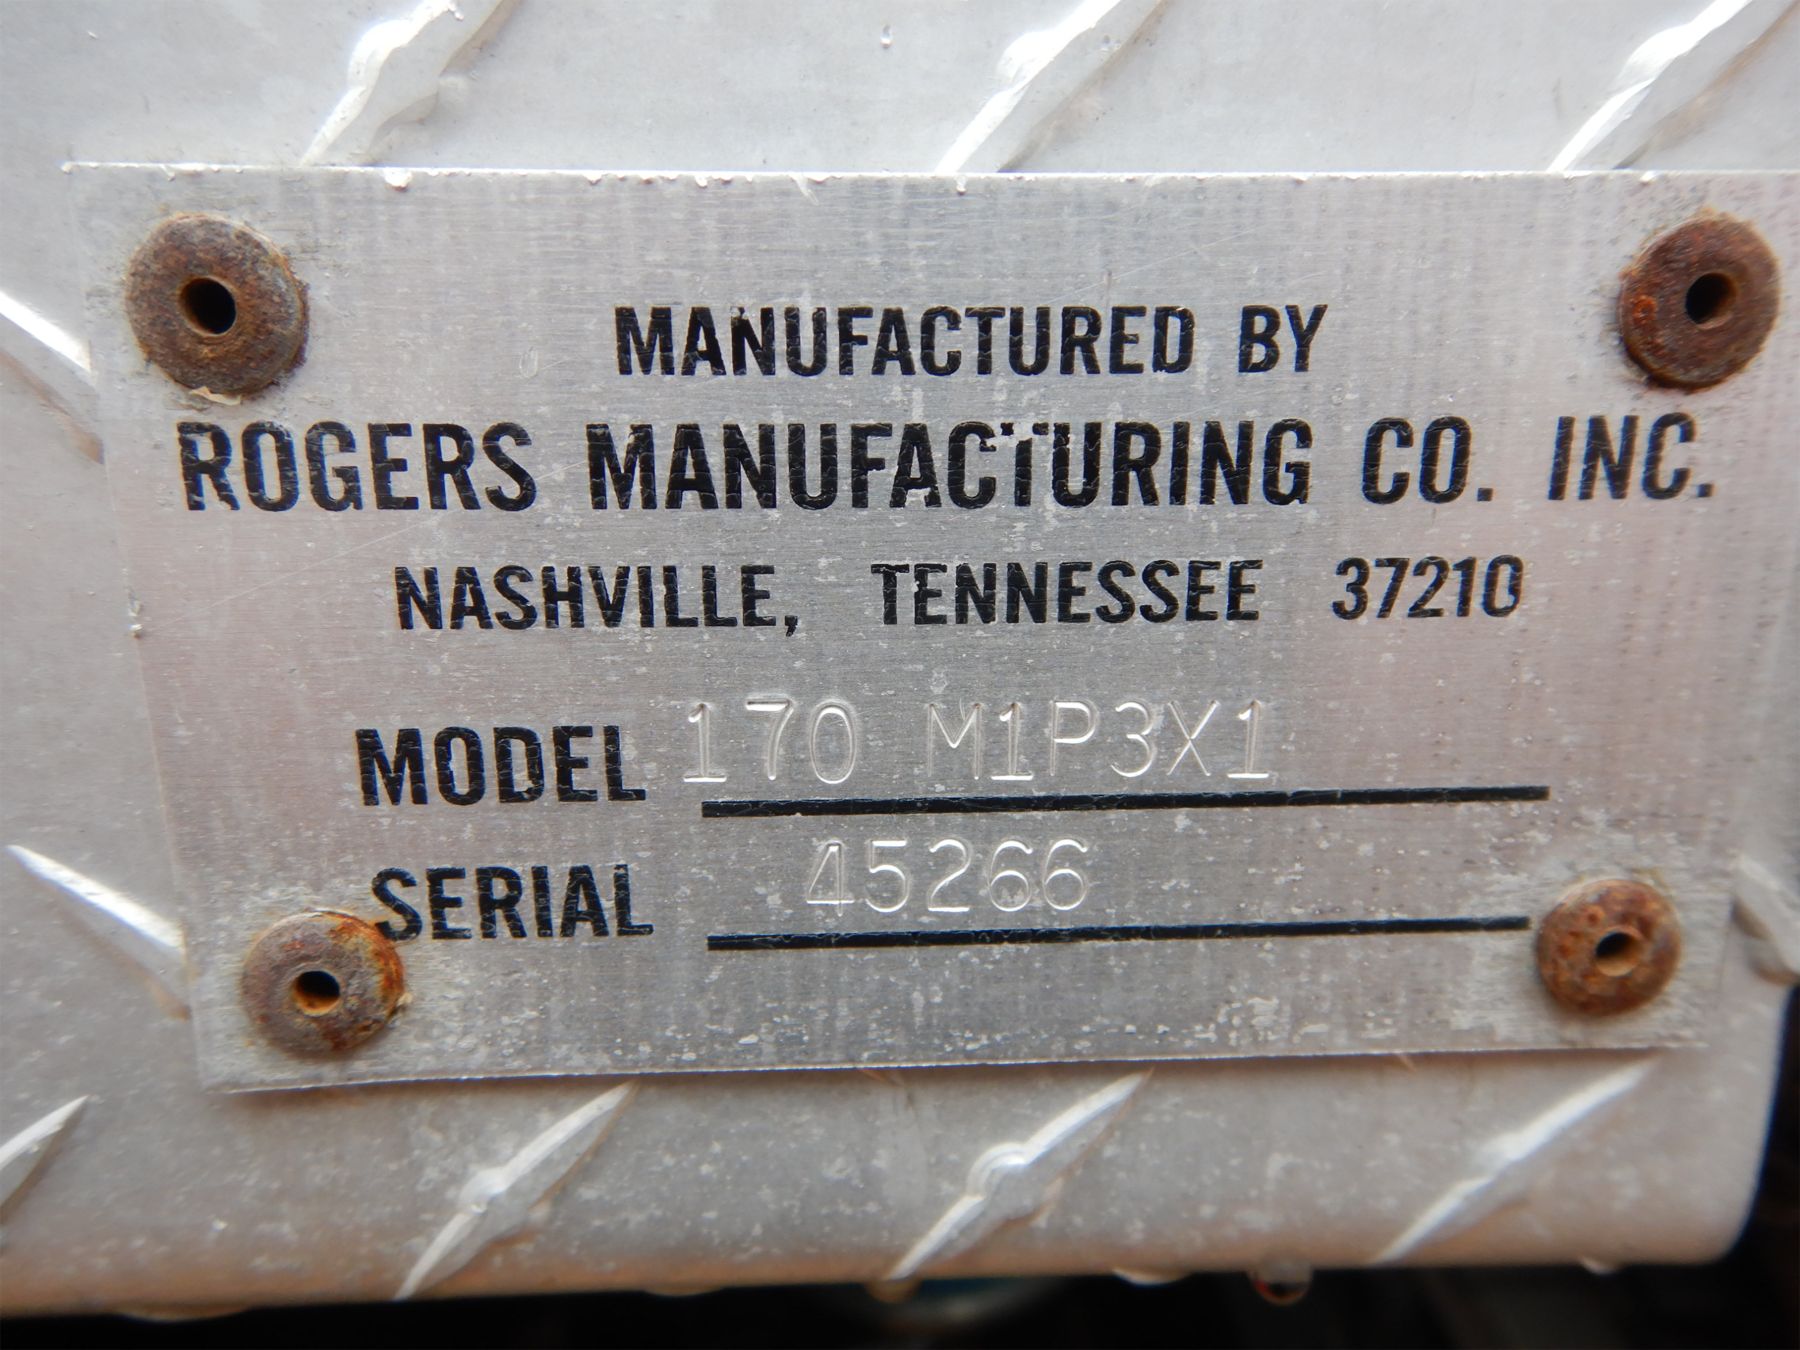 MANUFACTURED BY
ROGERS MANUFACTURING CO. INC.
NASHVILLE, TENNESSEE 37210
MODEL 170 M1P3X1
SERIAL 45266